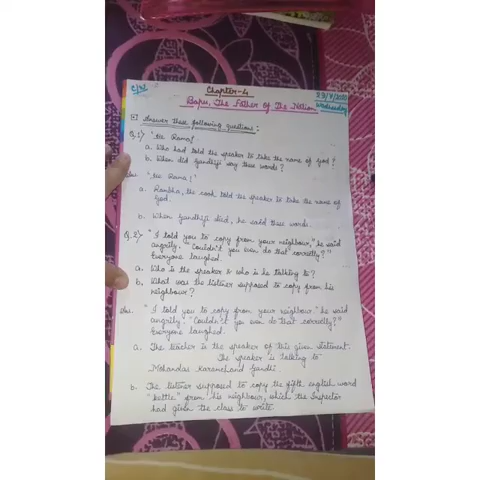 C/W
Chapter-4
Bapu, The Father of The Nation
Wednesday
Answer these following questions:
Q.1)
a. Who had told the speaker to take the name of God?
b. When did Gandhiji say these words?
Ans. Rama!"
a. Rambha, the cook told the speaker to take the name of
God.
b. When Gandhiji died, he said these words.
Q.2) "I told you to copy from your neighbour," he said
angrily. "Couldn't you even do that correctly?"
Everyone laughed.
a. Who is the speaker & who is he talking to?
b. What was the listener supposed to copy from his
neighbour?
Ans. "I told you to copy from your neighbour" he said
angrily. "Couldn't you even do that correctly?"
Everyone laughed.
a. The teacher is the speaker of this given statement.
The speaker is talking to
Mohandas Karamchand Gandhi.
b. The listener supposed to copy the fifth english word
"kettle" from his neighbour, which the Inspector
had given the class to write